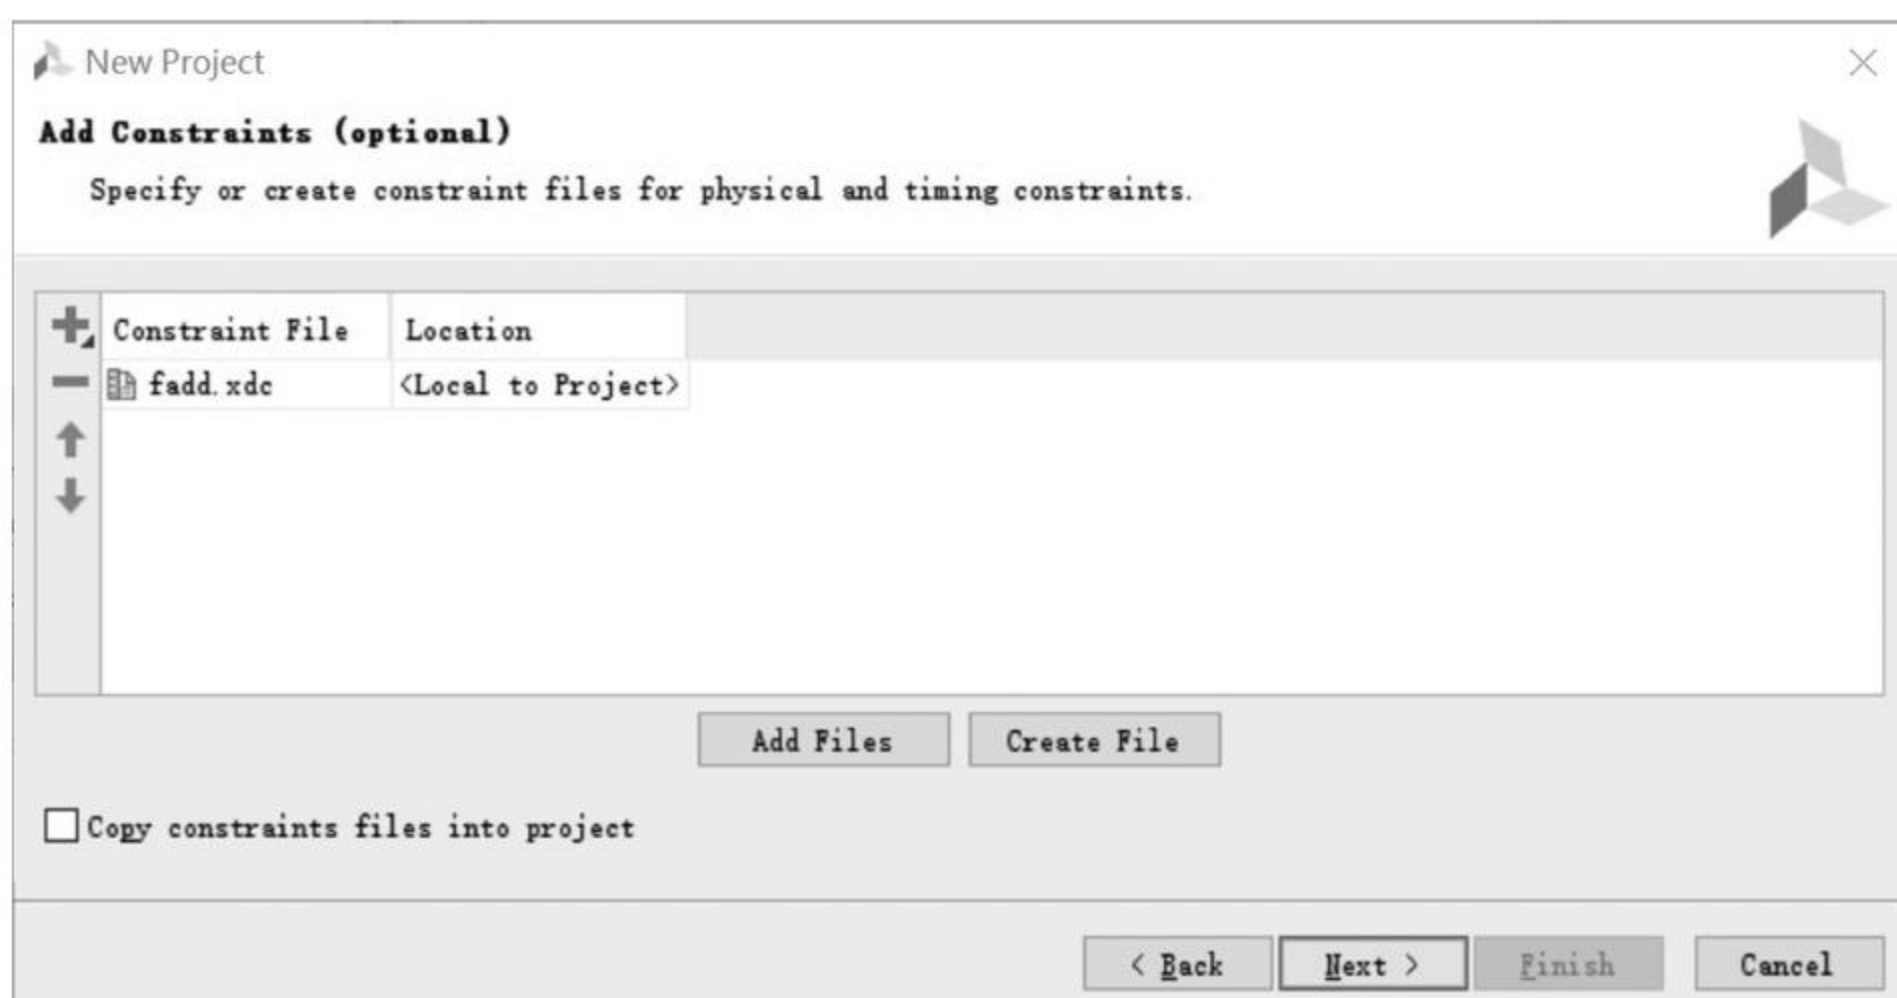 New Project
Add Constraints (optional)
Specify or create constraint files for physical and timing constraints.
Constraint File Location
fadd.xdc <Local to Project>
Add Files Create File
Copy constraints files into project
< Back Next > Finish Cancel